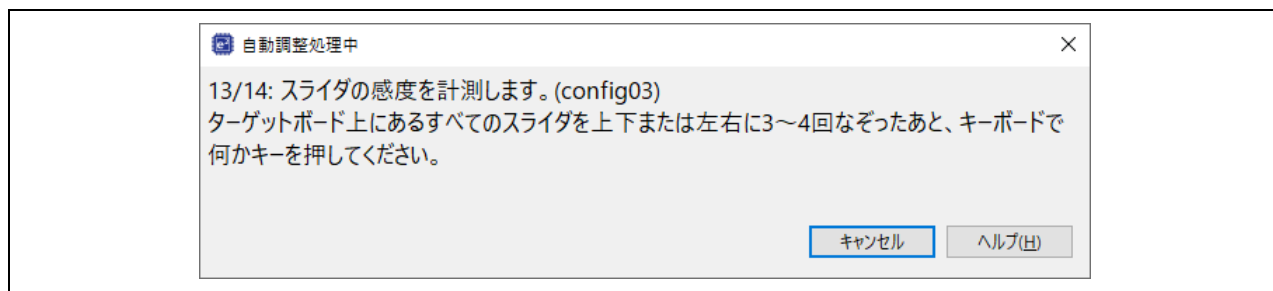 自動調整処理中
13/14: スライダの感度を計測します。(config03)
ターゲットボード上にあるすべてのスライダを上下または左右に3～4回なぞったあと、キーボードで
何かキーを押してください。
キャンセル
ヘルプ(H)